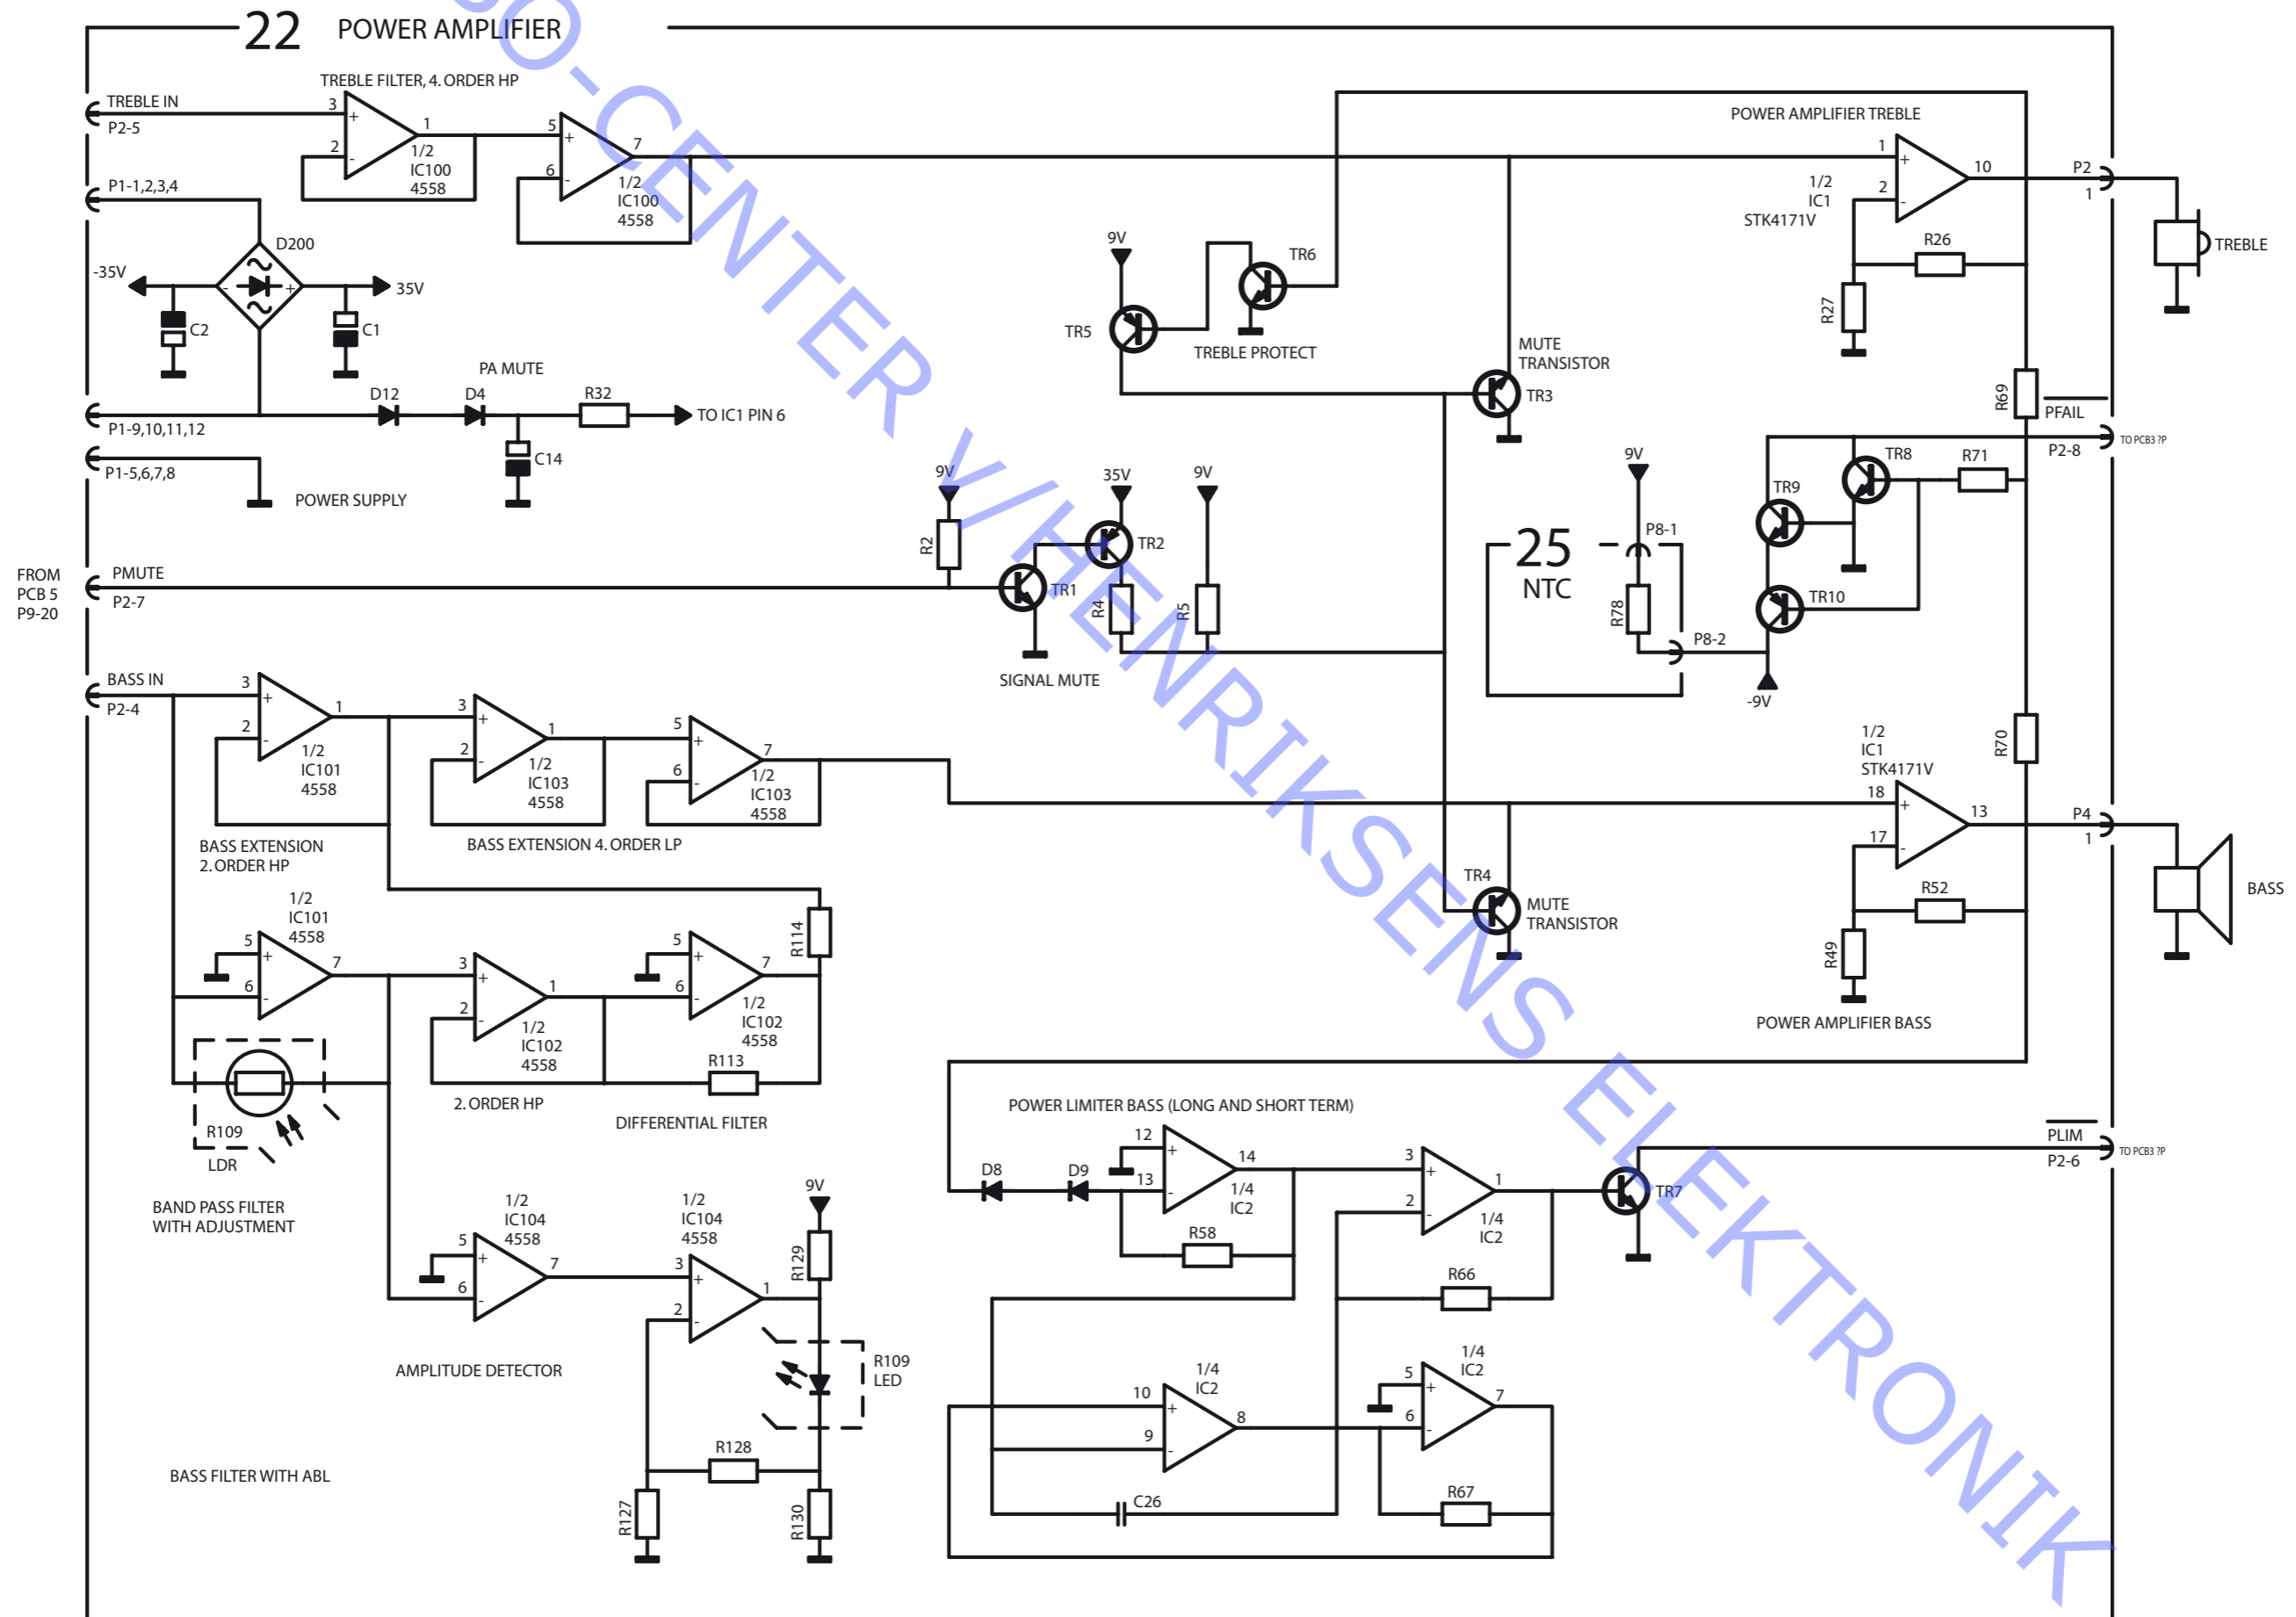 22 POWER AMPLIFIER
TREBLE FILTER, 4. ORDER HP
TREBLE IN
P2-5
3
+
2
-
1
1/2
IC100
4558
5
+
6
-
7
1/2
IC100
4558
POWER AMPLIFIER TREBLE
1
+
2
-
10
1/2
IC1
STK4171V
R26
R27
P2
1
TREBLE
P1-1,2,3,4
D200
-35V
-
+
35V
C2
C1
PA MUTE
D12
D4
R32
TO IC1 PIN 6
C14
P1-9,10,11,12
P1-5,6,7,8
POWER SUPPLY
9V
TR5
TR6
TREBLE PROTECT
MUTE
TRANSISTOR
TR3
R69
PFAIL
P2-8
TO PCB3 ?P
TR8
R71
TR9
TR10
9V
P8-1
25
NTC
R78
P8-2
-9V
FROM
PCB 5
P9-20
PMUTE
P2-7
9V
R2
TR1
35V
TR2
R4
9V
R5
SIGNAL MUTE
BASS IN
P2-4
3
+
2
-
1
1/2
IC101
4558
BASS EXTENSION
2. ORDER HP
3
+
2
-
1
1/2
IC103
4558
5
+
6
-
7
1/2
IC103
4558
BASS EXTENSION 4. ORDER LP
R70
1/2
IC1
STK4171V
18
+
17
-
13
P4
1
BASS
R52
R49
POWER AMPLIFIER BASS
TR4
MUTE
TRANSISTOR
1/2
IC101
4558
5
+
6
-
7
3
+
2
-
1
1/2
IC102
4558
2. ORDER HP
5
+
6
-
7
1/2
IC102
4558
R114
R113
DIFFERENTIAL FILTER
R109
LDR
BAND PASS FILTER
WITH ADJUSTMENT
1/2
IC104
4558
5
+
6
-
7
1/2
IC104
4558
3
+
2
-
1
9V
R129
AMPLITUDE DETECTOR
R109
LED
R128
R127
R130
BASS FILTER WITH ABL
POWER LIMITER BASS (LONG AND SHORT TERM)
D8
D9
12
+
13
-
14
1/4
IC2
R58
3
+
2
-
1
1/4
IC2
R66
TR7
PLIM
P2-6
TO PCB3 ?P
1/4
IC2
10
+
9
-
8
1/4
IC2
5
+
6
-
7
C26
R67
O-CENTER V/HENRIKSENS ELEKTRONIK